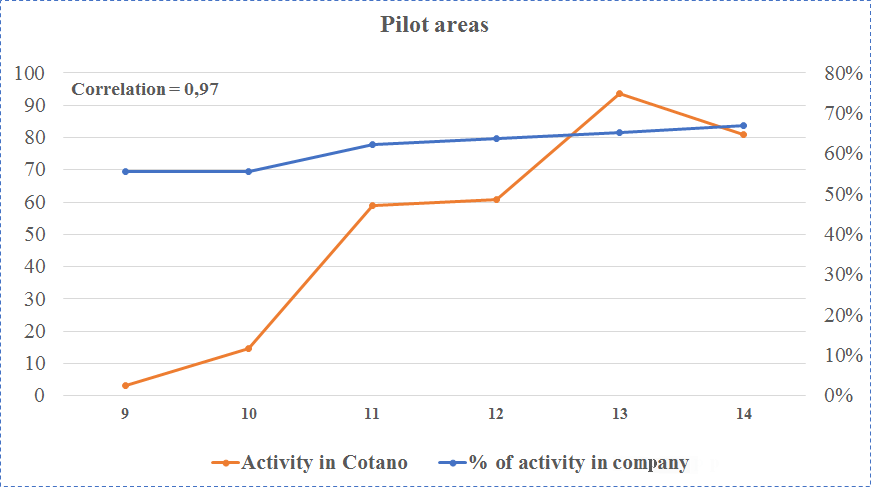 Pilot areas
Correlation = 0,97
100 80%
90 70%
80 60%
70 50%
60 40%
50 30%
40 20%
30 10%
20 0%
10
0
9 10 11 12 13 14
Activity in Cotano % of activity in company